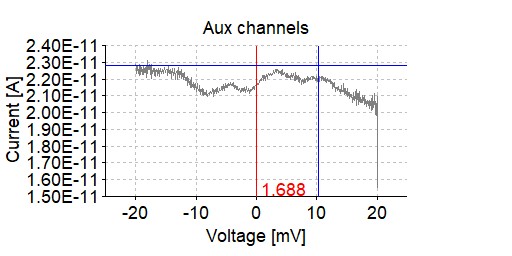 Aux channels
2.40E-11
2.30E-11
2.20E-11
2.10E-11
2.00E-11
1.90E-11
1.80E-11
1.70E-11
1.60E-11
1.50E-11
Current [A]
1.688
-20 -10 0 10 20
Voltage [mV]